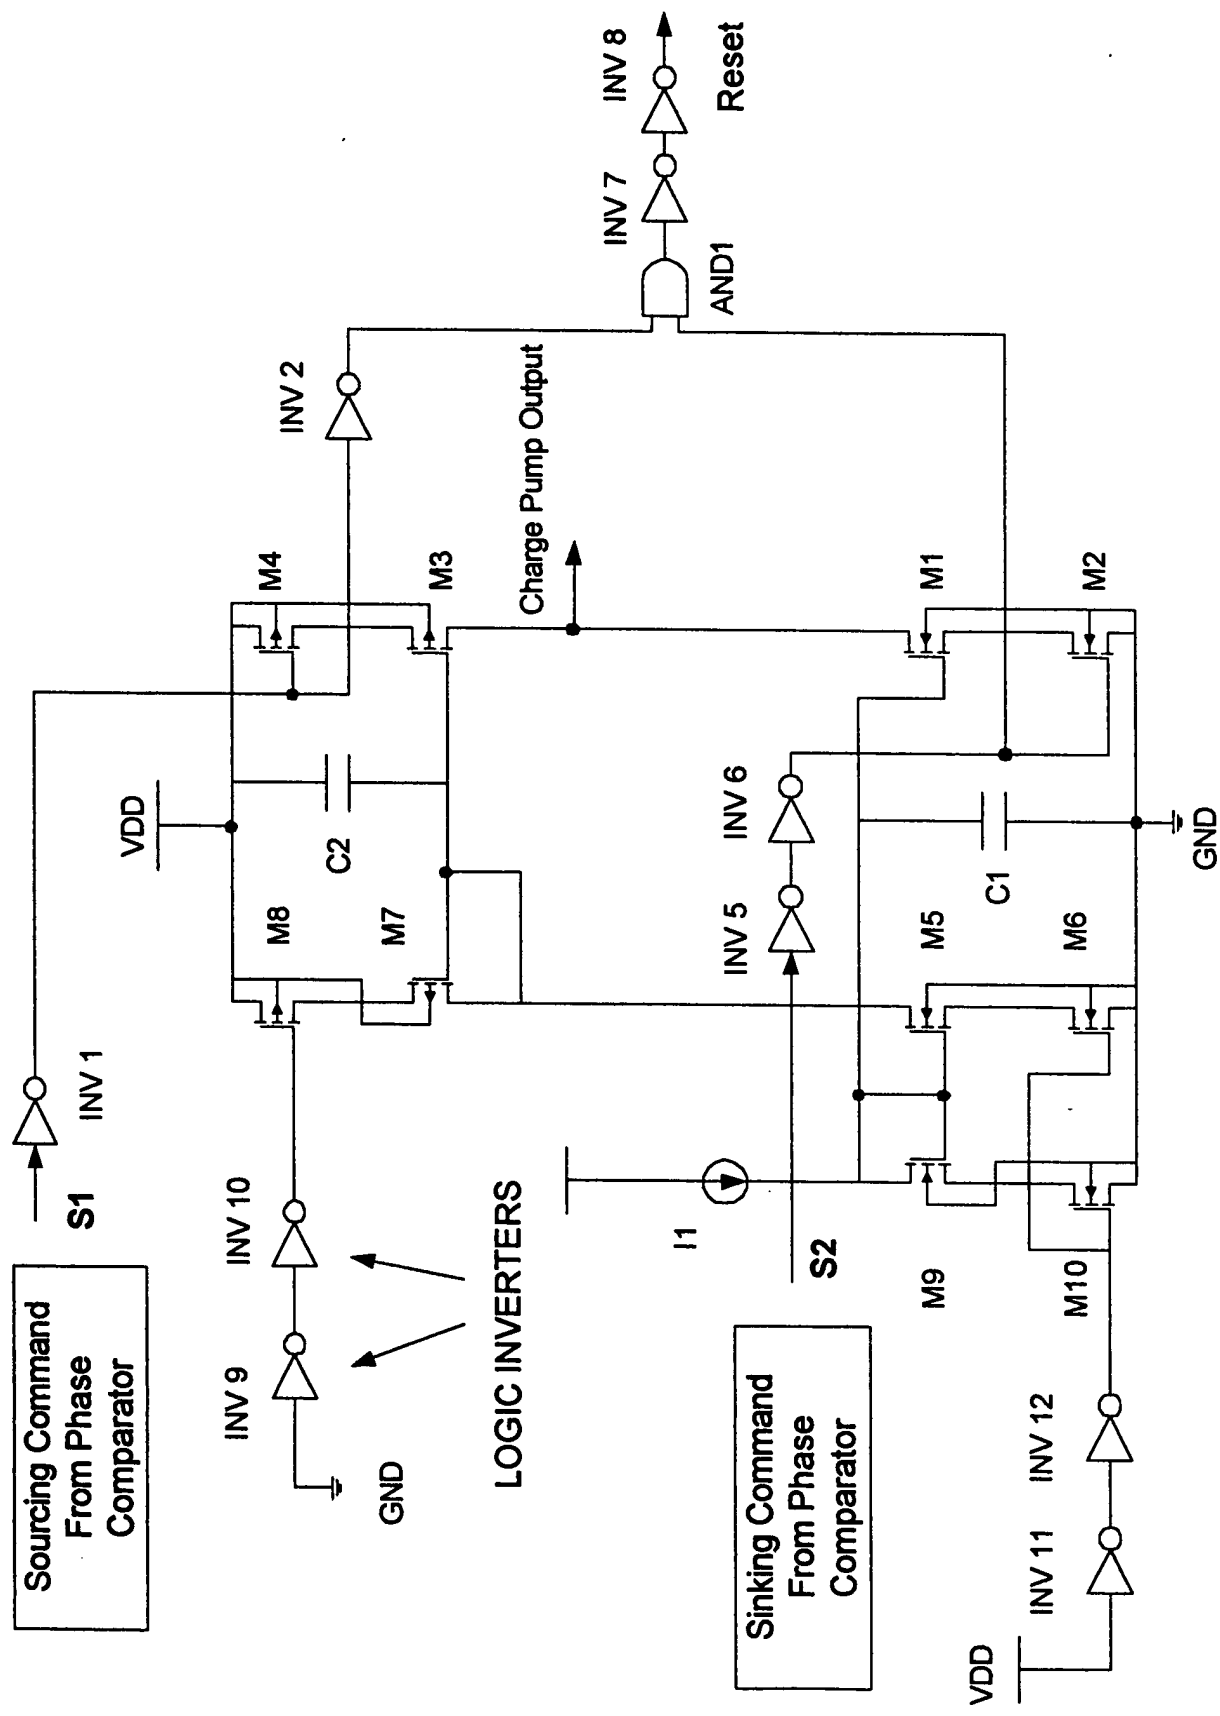 Sourcing Command
From Phase
Comparator
S1
INV 1
VDD
GND
INV 9
INV 10
LOGIC INVERTERS
M8
M7
C2
M4
M3
INV 2
Charge Pump Output
AND1
INV 7
INV 8
Reset
Sinking Command
From Phase
Comparator
S2
I1
INV 5
INV 6
M9
M10
M5
M6
C1
M1
M2
GND
VDD
INV 11
INV 12